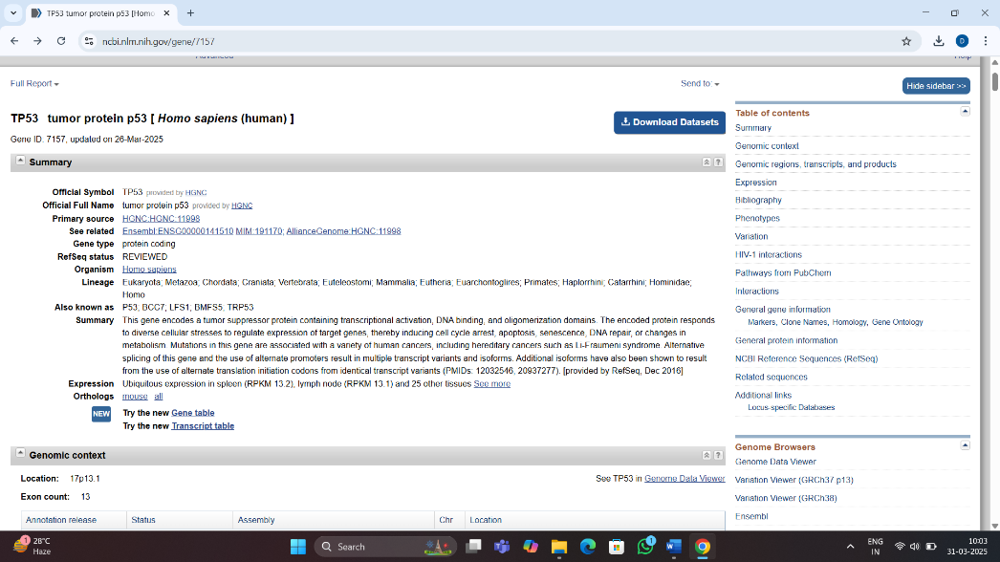 TP53 tumor protein p53 [Homo
ncbi.nlm.nih.gov/gene/7157
D
Full Report
Send to:
Hide sidebar >>
TP53 tumor protein p53 [ Homo sapiens (human) ]
Download Datasets
Gene ID: 7157, updated on 26-Mar-2025
Summary
?
Official Symbol TP53 provided by HGNC
Official Full Name tumor protein p53 provided by HGNC
Primary source HGNC:HGNC:11998
See related Ensembl:ENSG00000141510 MIM:191170; AllianceGenome:HGNC:11998
Gene type protein coding
RefSeq status REVIEWED
Organism Homo sapiens
Lineage Eukaryota; Metazoa; Chordata; Craniata; Vertebrata; Euteleostomi; Mammalia; Eutheria; Euarchontoglires; Primates; Haplorrhini; Catarrhini; Hominidae;
Homo
Also known as P53; BCC7; LFS1; BMFS5; TRP53
Summary This gene encodes a tumor suppressor protein containing transcriptional activation, DNA binding, and oligomerization domains. The encoded protein responds
to diverse cellular stresses to regulate expression of target genes, thereby inducing cell cycle arrest, apoptosis, senescence, DNA repair, or changes in
metabolism. Mutations in this gene are associated with a variety of human cancers, including hereditary cancers such as Li-Fraumeni syndrome. Alternative
splicing of this gene and the use of alternate promoters result in multiple transcript variants and isoforms. Additional isoforms have also been shown to result
from the use of alternate translation initiation codons from identical transcript variants (PMIDs: 12032546, 20937277). [provided by RefSeq, Dec 2016]
Expression Ubiquitous expression in spleen (RPKM 13.2), lymph node (RPKM 13.1) and 25 other tissues See more
Orthologs mouse all
NEW Try the new Gene table
Try the new Transcript table
Genomic context
?
Location: 17p13.1
See TP53 in Genome Data Viewer
Exon count: 13
Annotation release Status Assembly Chr Location
Table of contents
Summary
Genomic context
Genomic regions, transcripts, and products
Expression
Bibliography
Phenotypes
Variation
HIV-1 interactions
Pathways from PubChem
Interactions
General gene information
Markers, Clone Names, Homology, Gene Ontology
General protein information
NCBI Reference Sequences (RefSeq)
Related sequences
Additional links
Locus-specific Databases
Genome Browsers
Genome Data Viewer
Variation Viewer (GRCh37 p13)
Variation Viewer (GRCh38)
Ensembl
1
28°C
Haze
Search
1
ENG
IN
10:03
31-03-2025